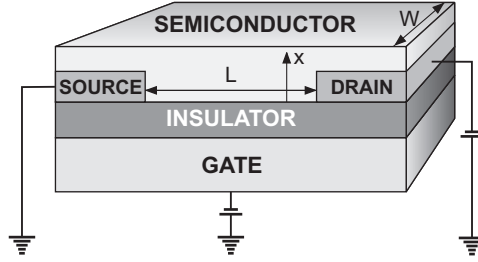 SEMICONDUCTOR
W
x
L
SOURCE
DRAIN
INSULATOR
GATE